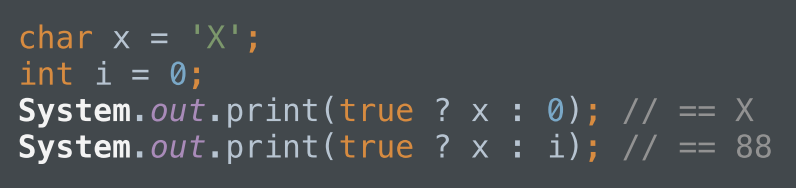 char x = 'X';
int i = 0;
System.out.print(true ? x : 0); // == X
System.out.print(true ? x : i); // == 88